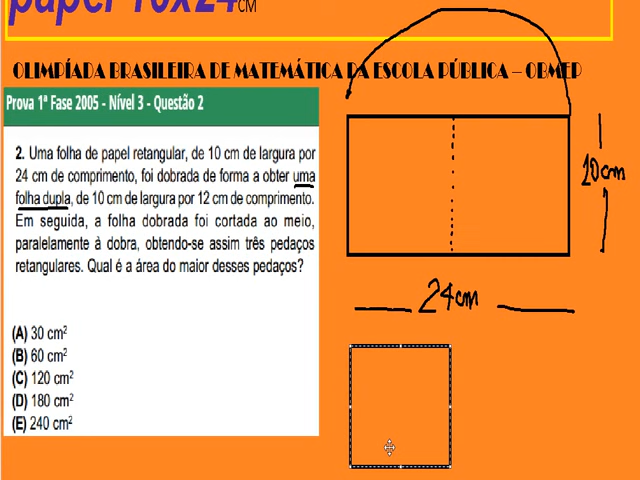 papel 10x24CM
OLIMPÍADA BRASILEIRA DE MATEMÁTICA DA ESCOLA PÚBLICA – OBMEP
Prova 1ª Fase 2005 - Nível 3 - Questão 2
2. Uma folha de papel retangular, de 10 cm de largura por
24 cm de comprimento, foi dobrada de forma a obter uma
folha dupla, de 10 cm de largura por 12 cm de comprimento.
Em seguida, a folha dobrada foi cortada ao meio,
paralelamente à dobra, obtendo-se assim três pedaços
retangulares. Qual é a área do maior desses pedaços?
(A) 30 cm²
(B) 60 cm²
(C) 120 cm²
(D) 180 cm²
(E) 240 cm²
10cm
24cm